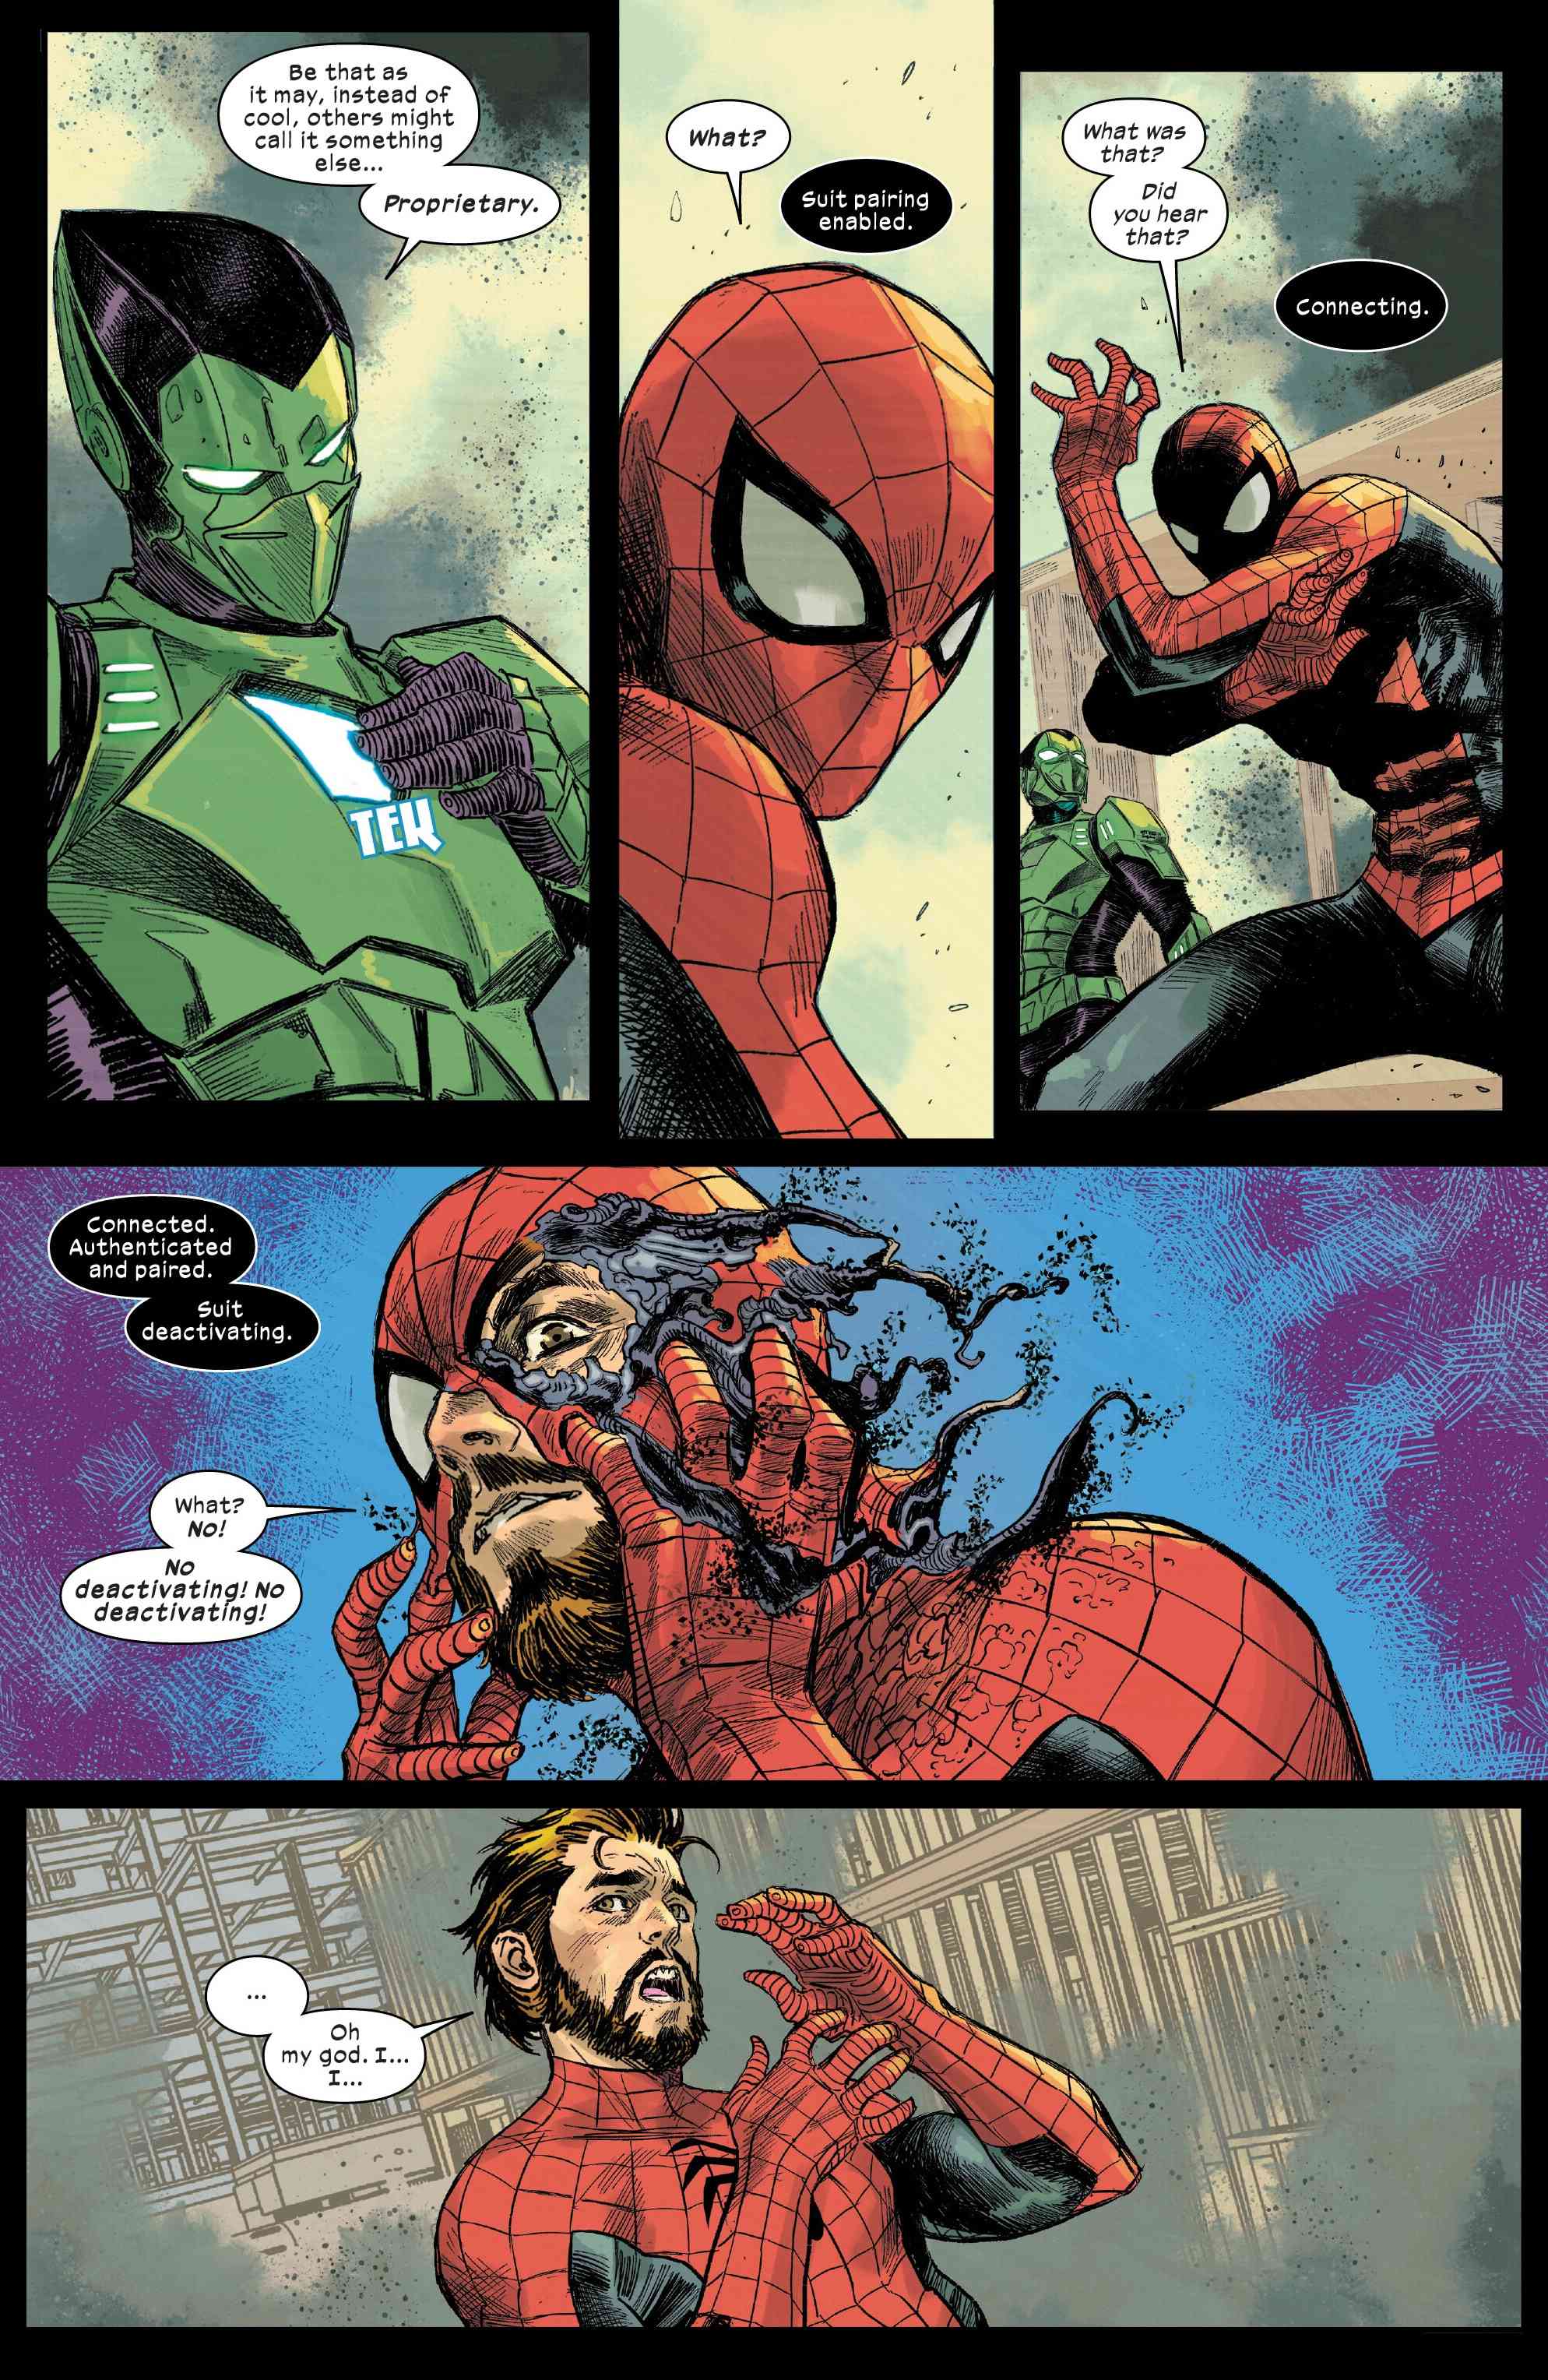 Be that as
it may, instead of
cool, others might
call it something
else...
Proprietary.
TEK
What?
Suit pairing
enabled.
What was
that?
Did
you hear
that?
Connecting.
Connected.
Authenticated
and paired.
Suit
deactivating.
What?
No!
No
deactivating! No
deactivating!
...
Oh
my god. I...
I...